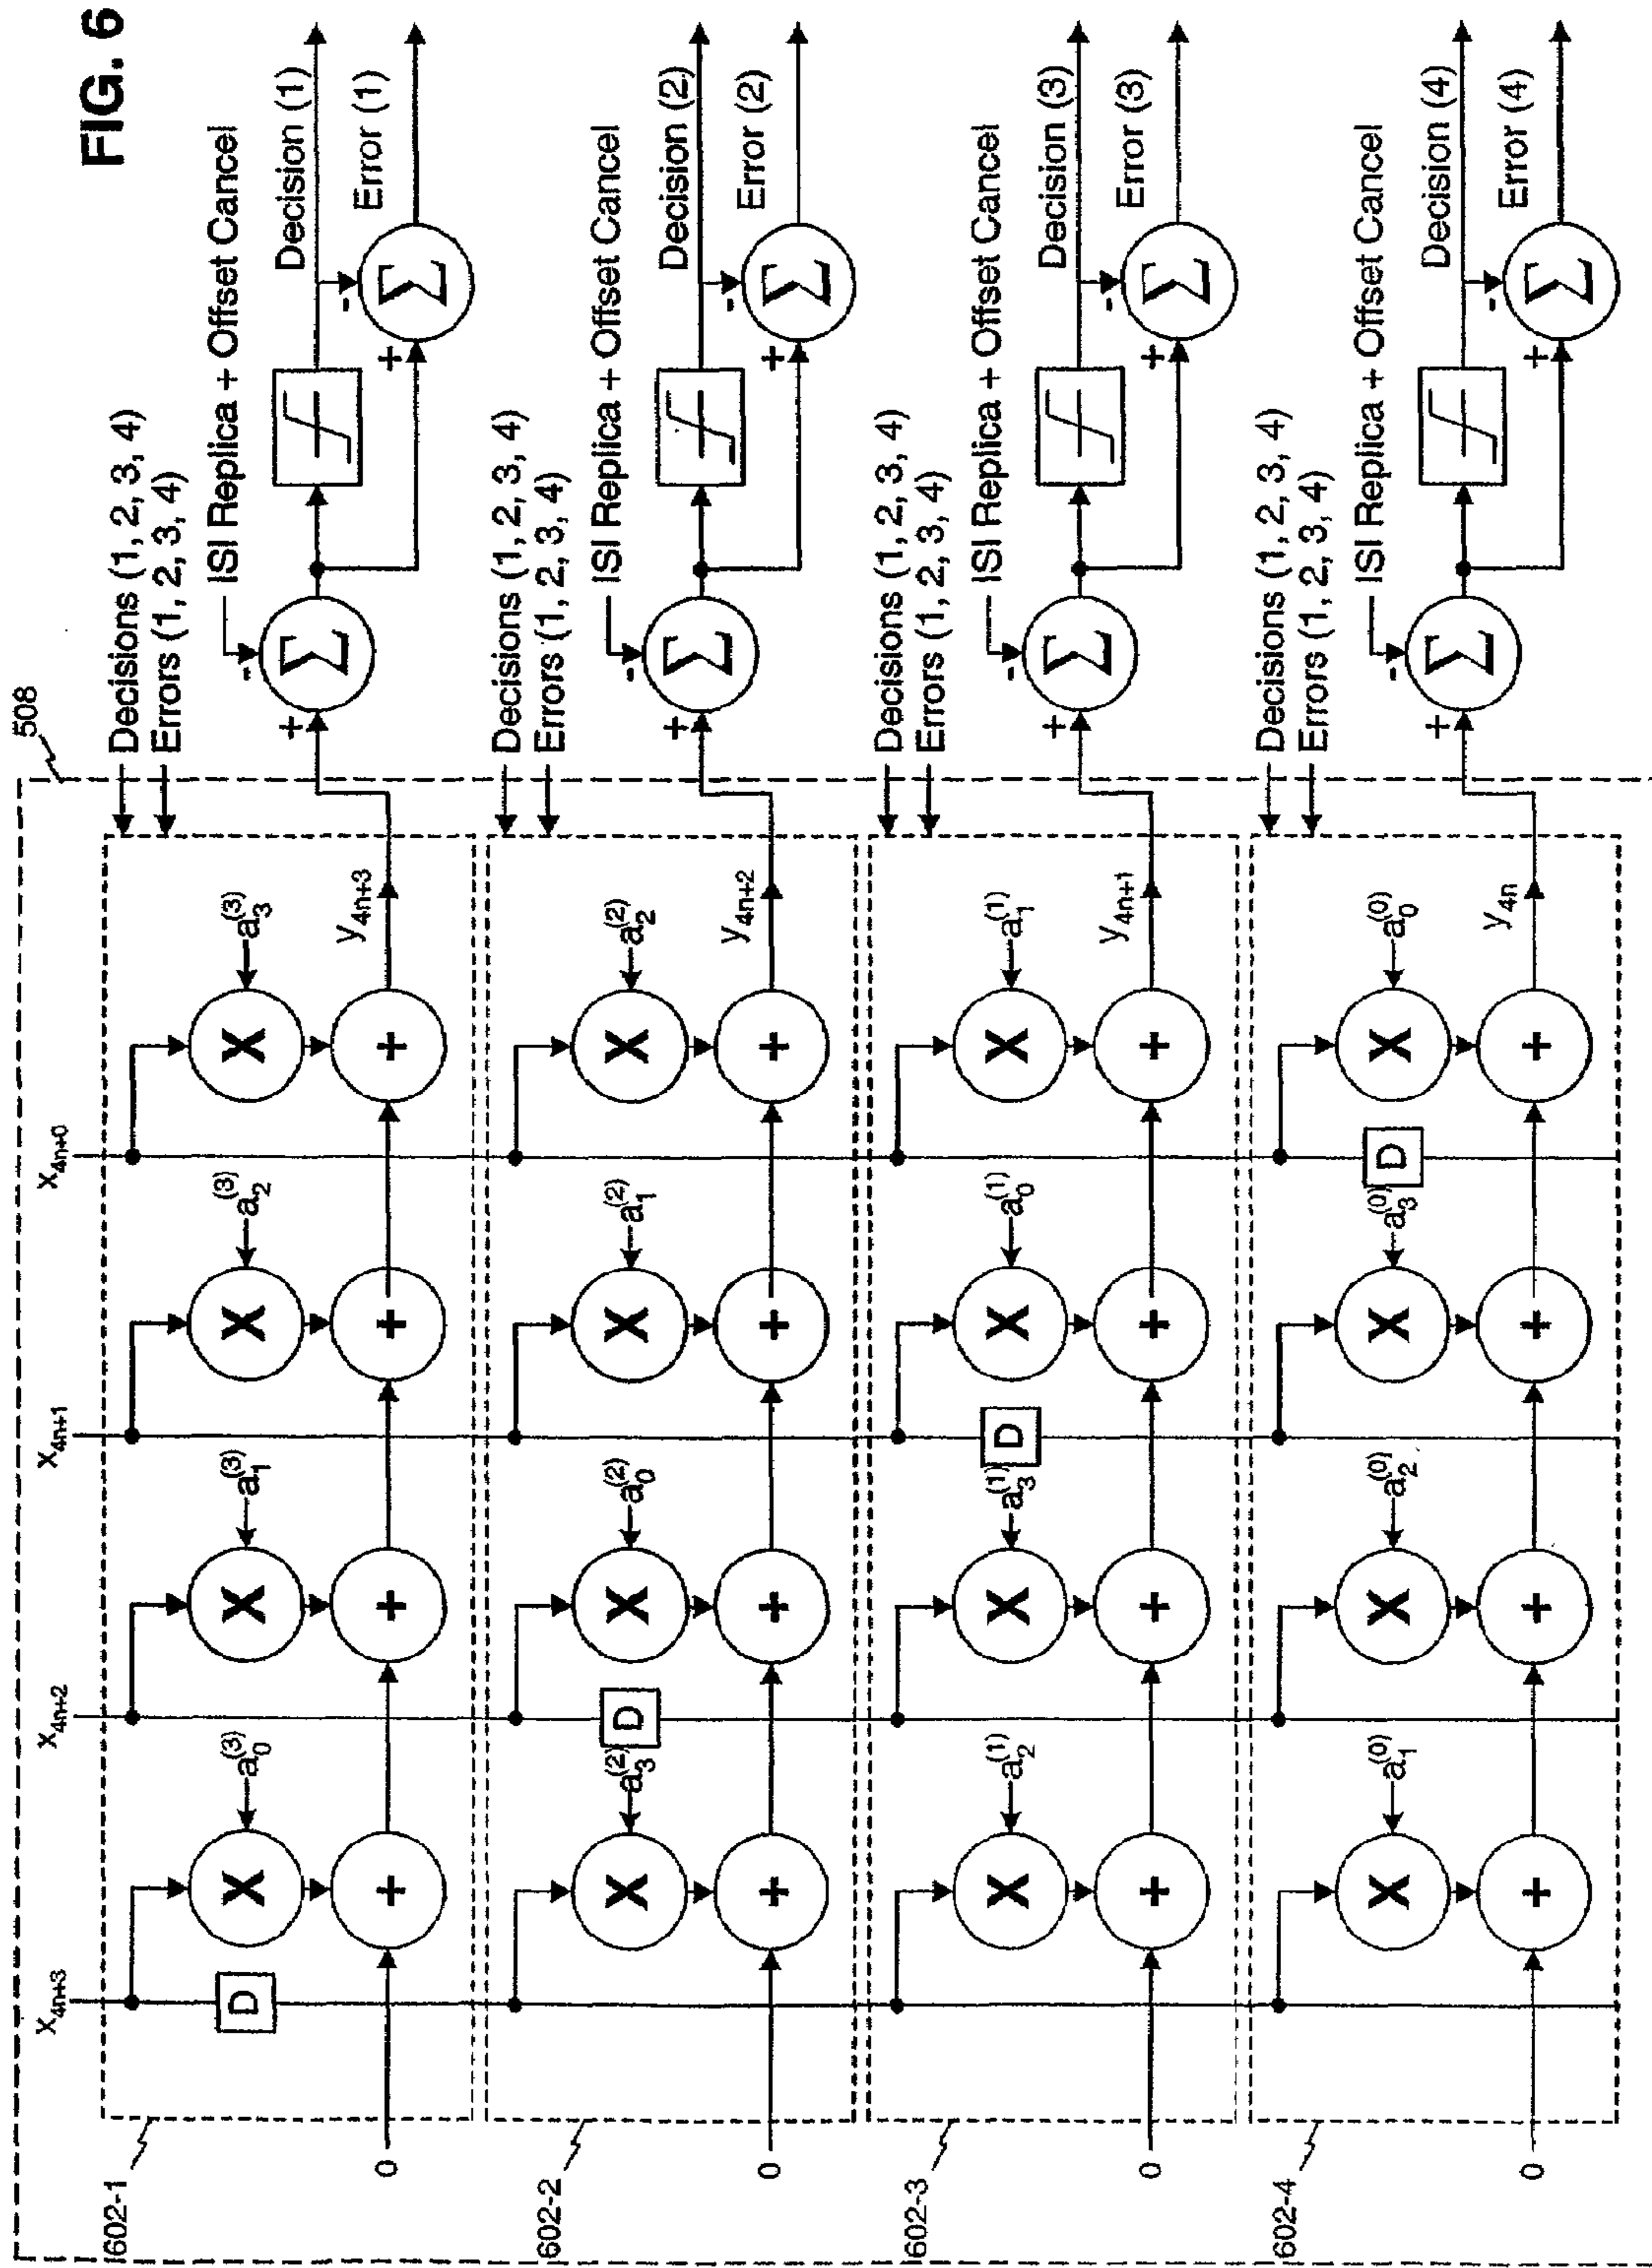 FIG. 6
508
X4n+3
X4n+2
X4n+1
X4n+0
602-1
D
X
X
X
X
a0(3)
a1(3)
a2(3)
a3(3)
0
+
+
+
+
y4n+3
Decisions (1, 2, 3, 4)
Errors (1, 2, 3, 4)
ISI Replica + Offset Cancel
-
+
Σ
Decision (1)
-
+
Σ
Error (1)
602-2
X
D
X
X
X
a3(2)
a0(2)
a1(2)
a2(2)
0
+
+
+
+
y4n+2
Decisions (1, 2, 3, 4)
Errors (1, 2, 3, 4)
ISI Replica + Offset Cancel
-
+
Σ
Decision (2)
-
+
Σ
Error (2)
602-3
X
X
D
X
X
a2(1)
a3(1)
a0(1)
a1(1)
0
+
+
+
+
y4n+1
Decisions (1, 2, 3, 4)
Errors (1, 2, 3, 4)
ISI Replica + Offset Cancel
-
+
Σ
Decision (3)
-
+
Σ
Error (3)
602-4
X
X
X
D
X
a1(0)
a2(0)
a3(0)
a0(0)
0
+
+
+
+
y4n
Decisions (1, 2, 3, 4)
Errors (1, 2, 3, 4)
ISI Replica + Offset Cancel
-
+
Σ
Decision (4)
-
+
Σ
Error (4)